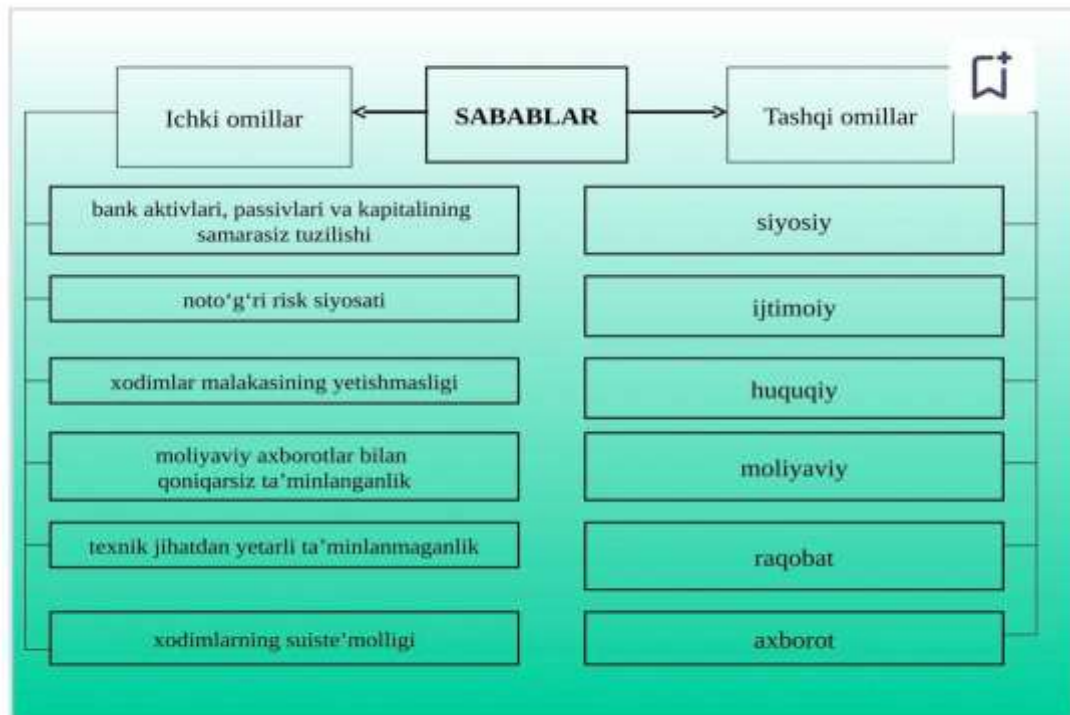 SABABLAR
Ichki omillar
bank aktivlari, passivlari va kapitalining
samarasiz tuzilishi
noto‘g‘ri risk siyosati
xodimlar malakasining yetishmasligi
moliyaviy axborotlar bilan
qoniqarsiz ta’minlanganlik
texnik jihatdan yetarli ta’minlanmaganlik
xodimlarning suiste’molligi
Tashqi omillar
siyosiy
ijtimoiy
huquqiy
moliyaviy
raqobat
axborot